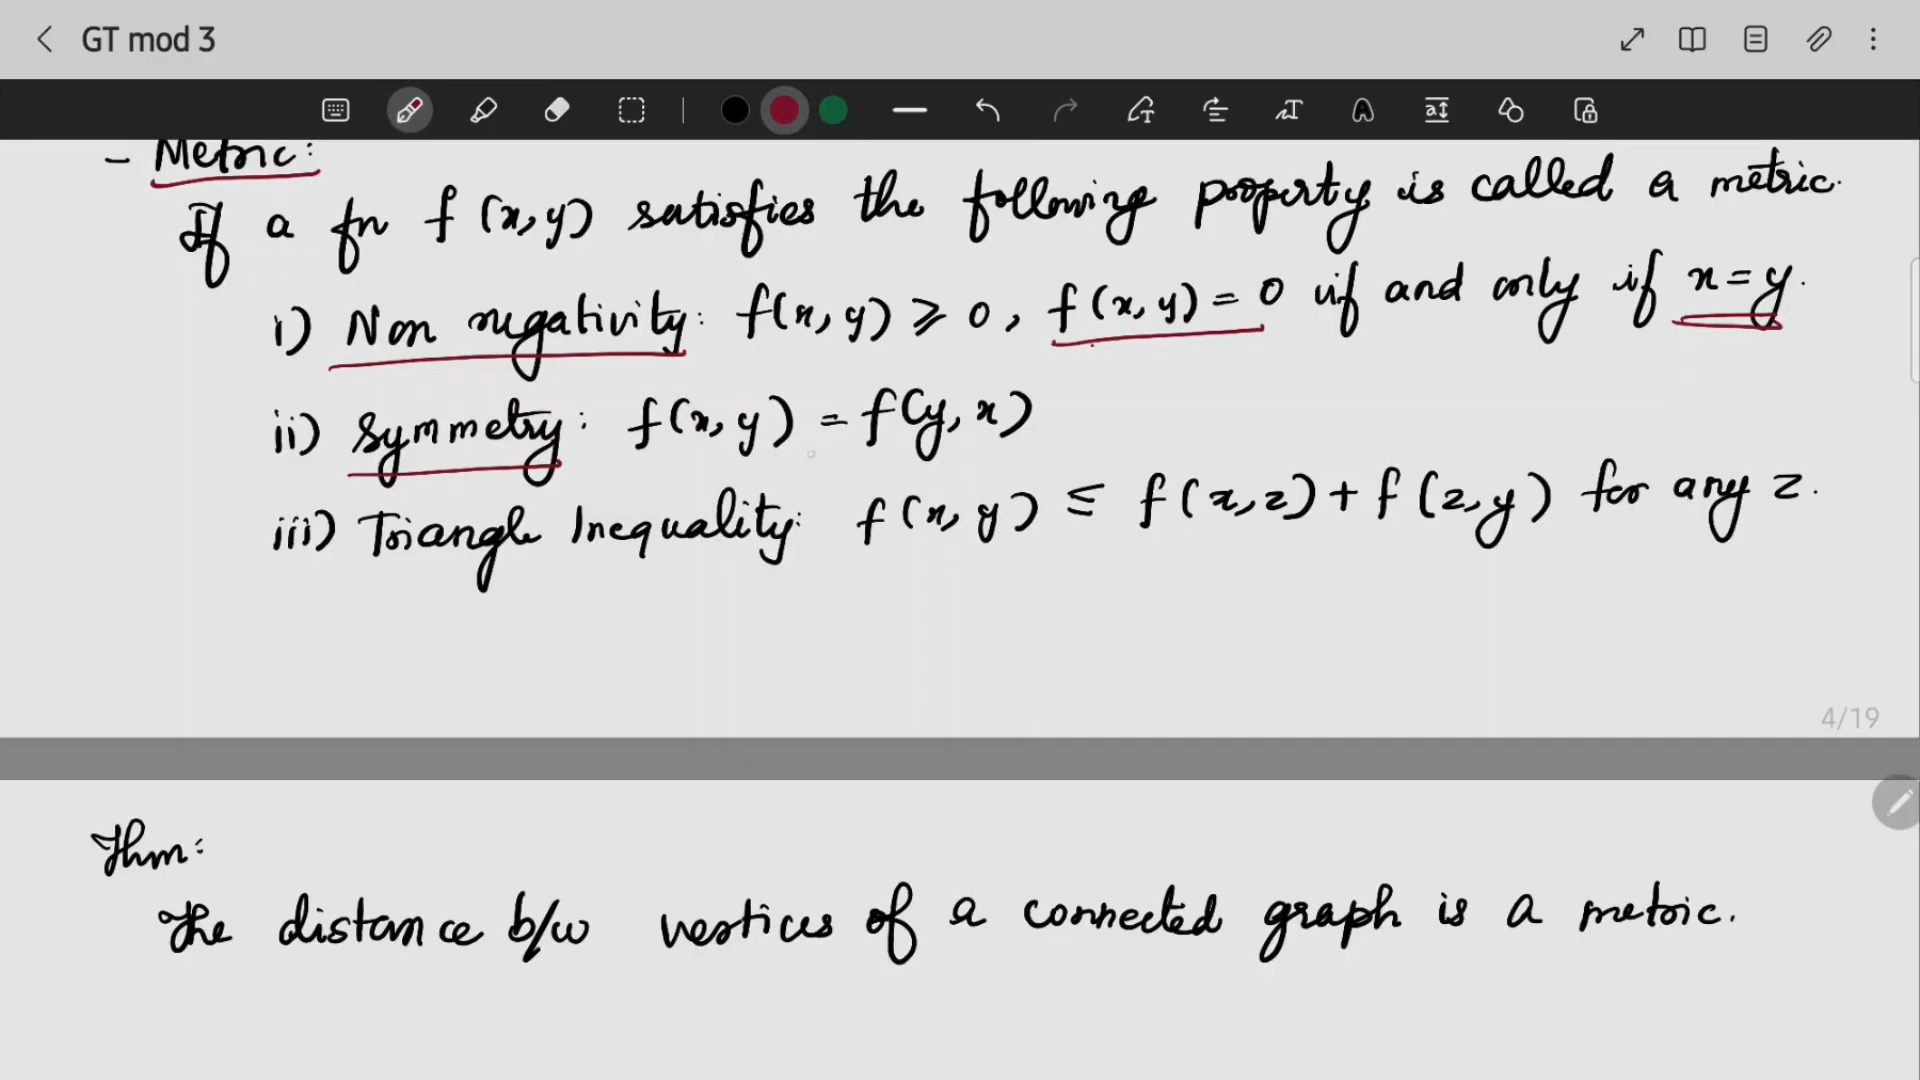 GT mod 3
- Metric:
If a fn f (x, y) satisfies the following property is called a metric.
i) Non negativity: f(x, y) ≥ 0, f(x, y) = 0 if and only if x = y.
ii) Symmetry: f(x, y) = f(y, x)
iii) Triangle Inequality: f(x, y) ≤ f(x, z) + f(z, y) for any z.
4/19
Thm:
The distance b/w vertices of a connected graph is a metric.